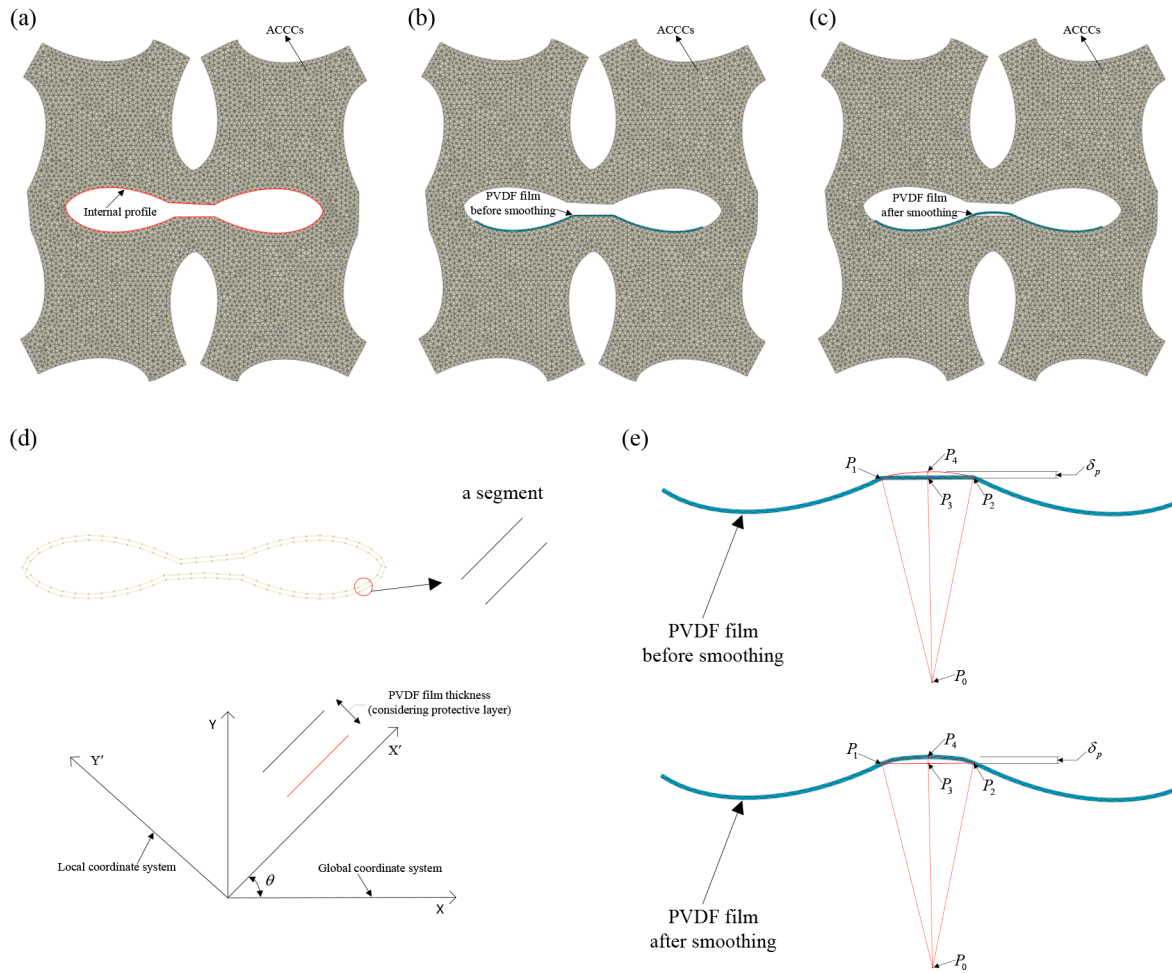 (a)
ACCCs
Internal profile
(b)
ACCCs
PVDF film
before smoothing
(c)
ACCCs
PVDF film
after smoothing
(d)
a segment
PVDF film thickness
(considering protective layer)
Y
X′
Y′
Local coordinate system
θ
Global coordinate system
X
(e)
P₄
P₁
δₚ
P₃
P₂
PVDF film
before smoothing
P₀
P₄
P₁
δₚ
P₃
P₂
PVDF film
after smoothing
P₀